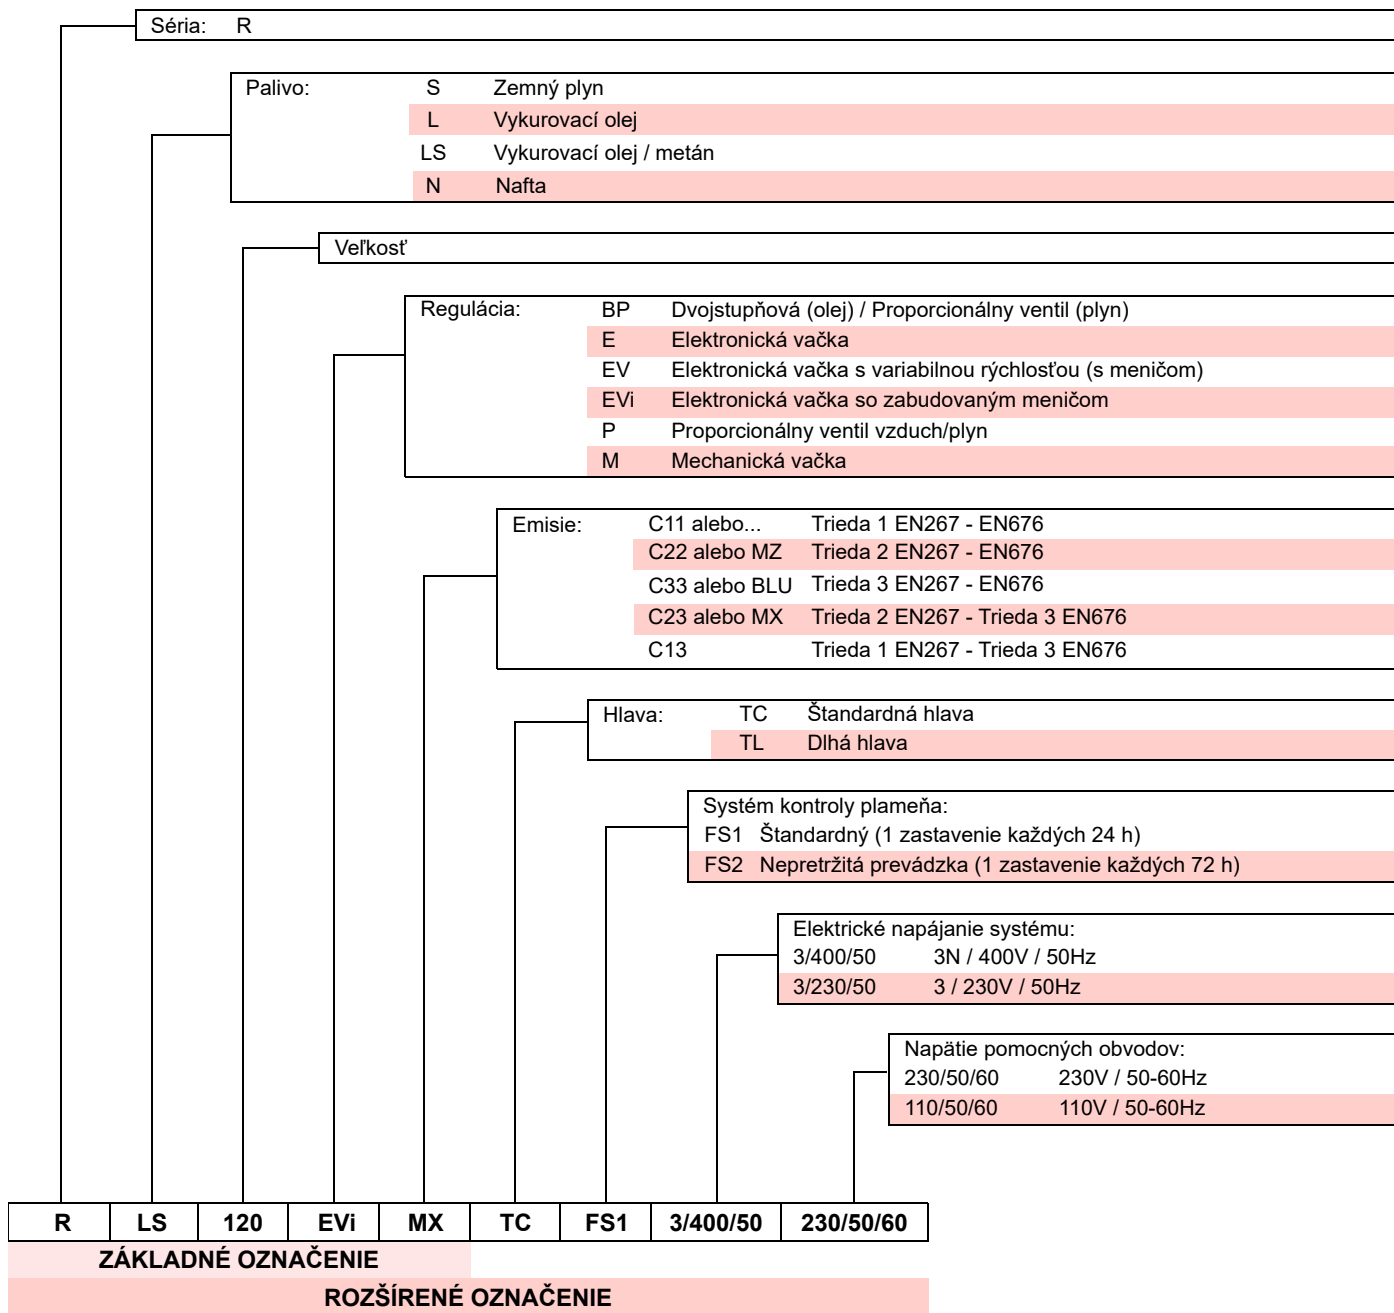 Séria: R
Palivo: S Zemný plyn
L Vykurovací olej
LS Vykurovací olej / metán
N Nafta
Veľkosť
Regulácia: BP Dvojstupňová (olej) / Proporcionálny ventil (plyn)
E Elektronická vačka
EV Elektronická vačka s variabilnou rýchlosťou (s meničom)
EVi Elektronická vačka so zabudovaným meničom
P Proporcionálny ventil vzduch/plyn
M Mechanická vačka
Emisie: C11 alebo... Trieda 1 EN267 - EN676
C22 alebo MZ Trieda 2 EN267 - EN676
C33 alebo BLU Trieda 3 EN267 - EN676
C23 alebo MX Trieda 2 EN267 - Trieda 3 EN676
C13 Trieda 1 EN267 - Trieda 3 EN676
Hlava: TC Štandardná hlava
TL Dlhá hlava
Systém kontroly plameňa:
FS1 Štandardný (1 zastavenie každých 24 h)
FS2 Nepretržitá prevádzka (1 zastavenie každých 72 h)
Elektrické napájanie systému:
3/400/50 3N / 400V / 50Hz
3/230/50 3 / 230V / 50Hz
Napätie pomocných obvodov:
230/50/60 230V / 50-60Hz
110/50/60 110V / 50-60Hz
R LS 120 EVi MX TC FS1 3/400/50 230/50/60
ZÁKLADNÉ OZNAČENIE
ROZŠÍRENÉ OZNAČENIE